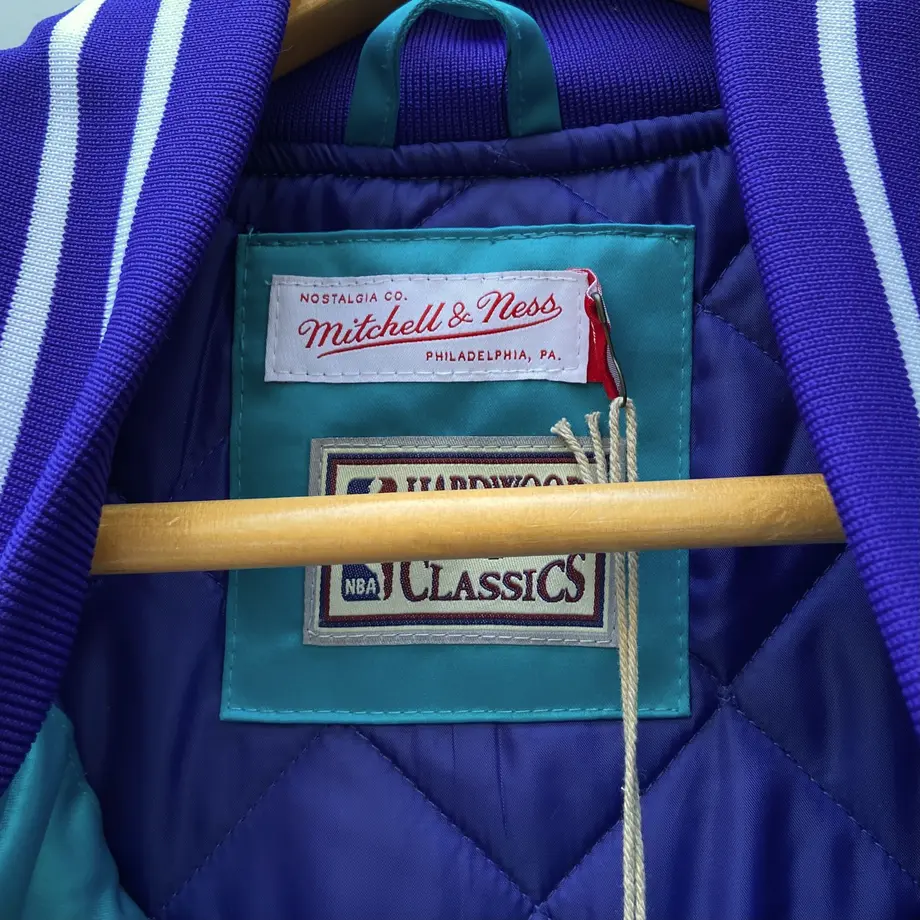 NOSTALGIA CO.
Mitchell & Ness
PHILADELPHIA, PA.
HARDWOOD
NBA
CLASSICS